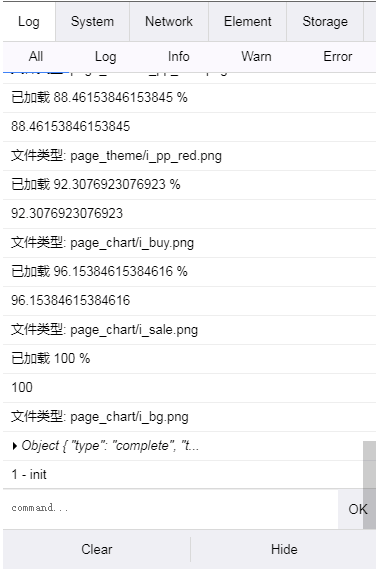 Log System Network Element Storage
All Log Info Warn Error
已加载 88.46153846153845 %
88.46153846153845
文件类型: page_theme/i_pp_red.png
已加载 92.3076923076923 %
92.3076923076923
文件类型: page_chart/i_buy.png
已加载 96.15384615384616 %
96.15384615384616
文件类型: page_chart/i_sale.png
已加载 100 %
100
文件类型: page_chart/i_bg.png
Object { "type": "complete", "t...
1 - init
command... OK
Clear Hide